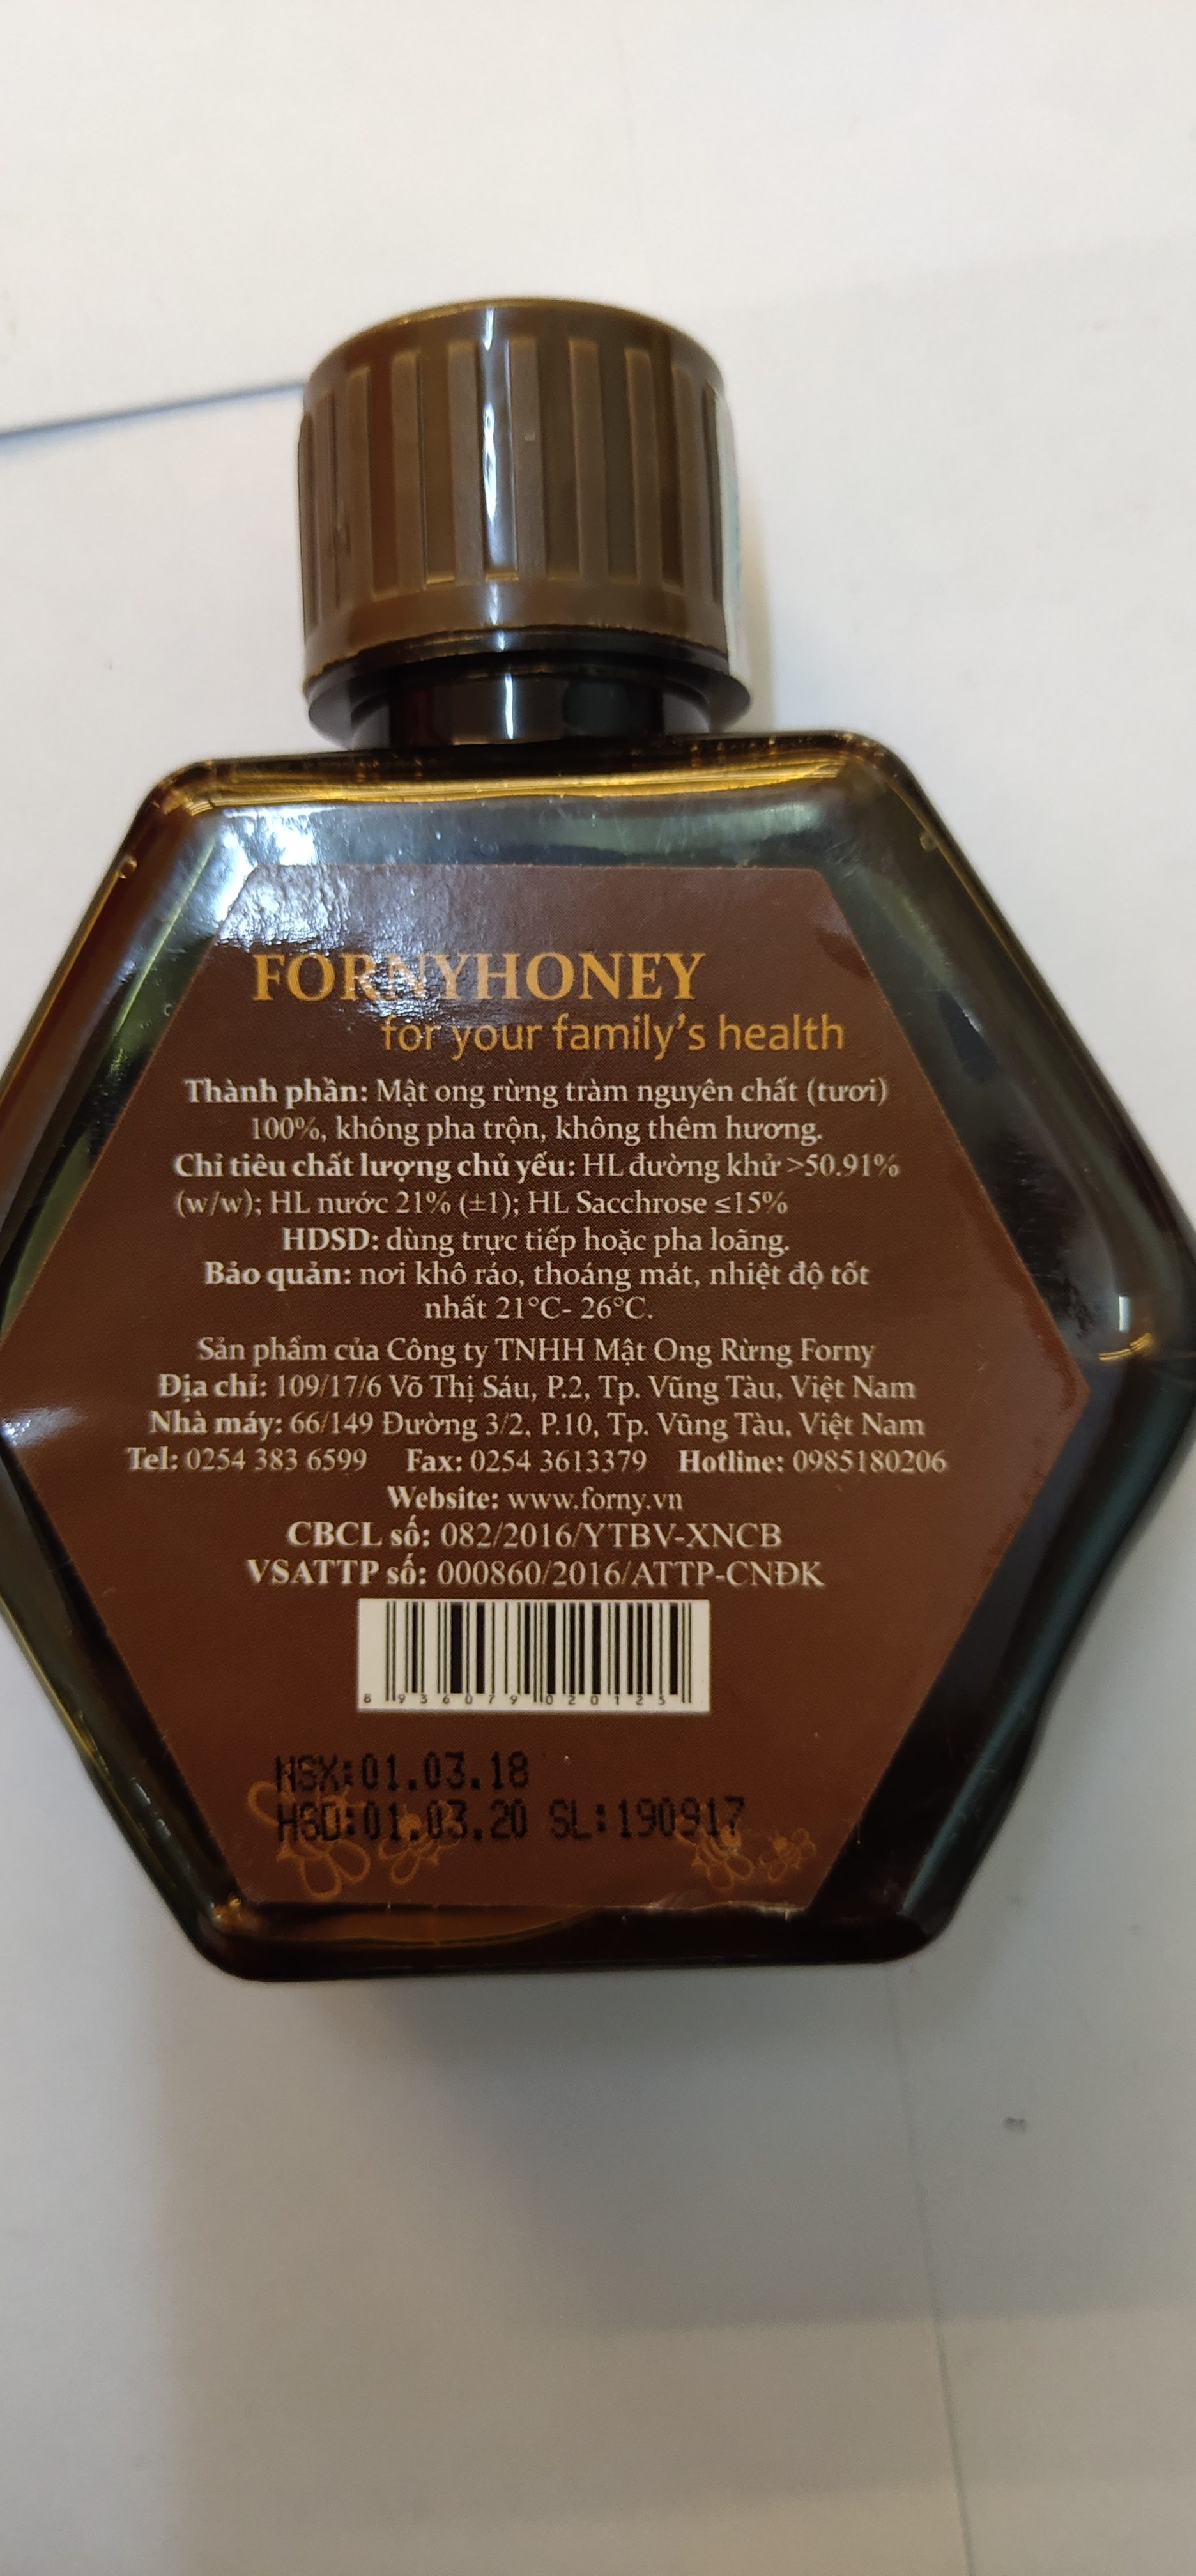 FORNYHONEY
for your family's health
Thành phần: Mật ong rừng tràm nguyên chất (tươi)
100%, không pha trộn, không thêm hương.
Chỉ tiêu chất lượng chủ yếu: HL đường khử >50.91%
(w/w); HL nước 21% (±1); HL Sacchrose ≤15%
HDSD: dùng trực tiếp hoặc pha loãng.
Bảo quản: nơi khô ráo, thoáng mát, nhiệt độ tốt
nhất 21°C- 26°C.
Sản phẩm của Công ty TNHH Mật Ong Rừng Forny
Địa chỉ: 109/17/6 Võ Thị Sáu, P.2, Tp. Vũng Tàu, Việt Nam
Nhà máy: 66/149 Đường 3/2, P.10, Tp. Vũng Tàu, Việt Nam
Tel: 0254 383 6599 Fax: 0254 3613379 Hotline: 0985180206
Website: www.forny.vn
CBCL số: 082/2016/YTBV-XNCB
VSATTP số: 000860/2016/ATTP-CNĐK
8 936079 020125
NSX:01.03.18
HSD:01.03.20 SL:190917